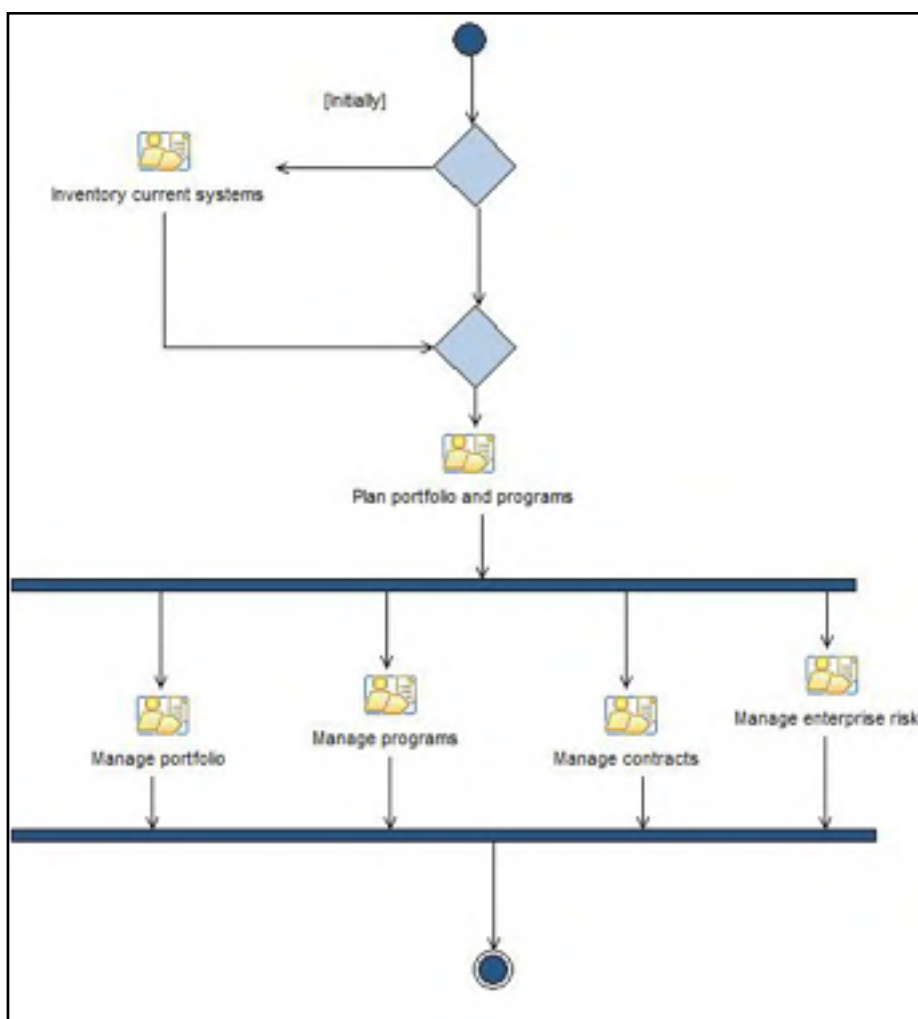 [Initially]
Inventory current systems
Plan portfolio and programs
Manage portfolio
Manage programs
Manage contracts
Manage enterprise risk